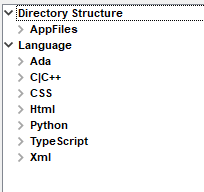 Directory Structure
AppFiles
Language
Ada
C|C++
CSS
Html
Python
TypeScript
Xml